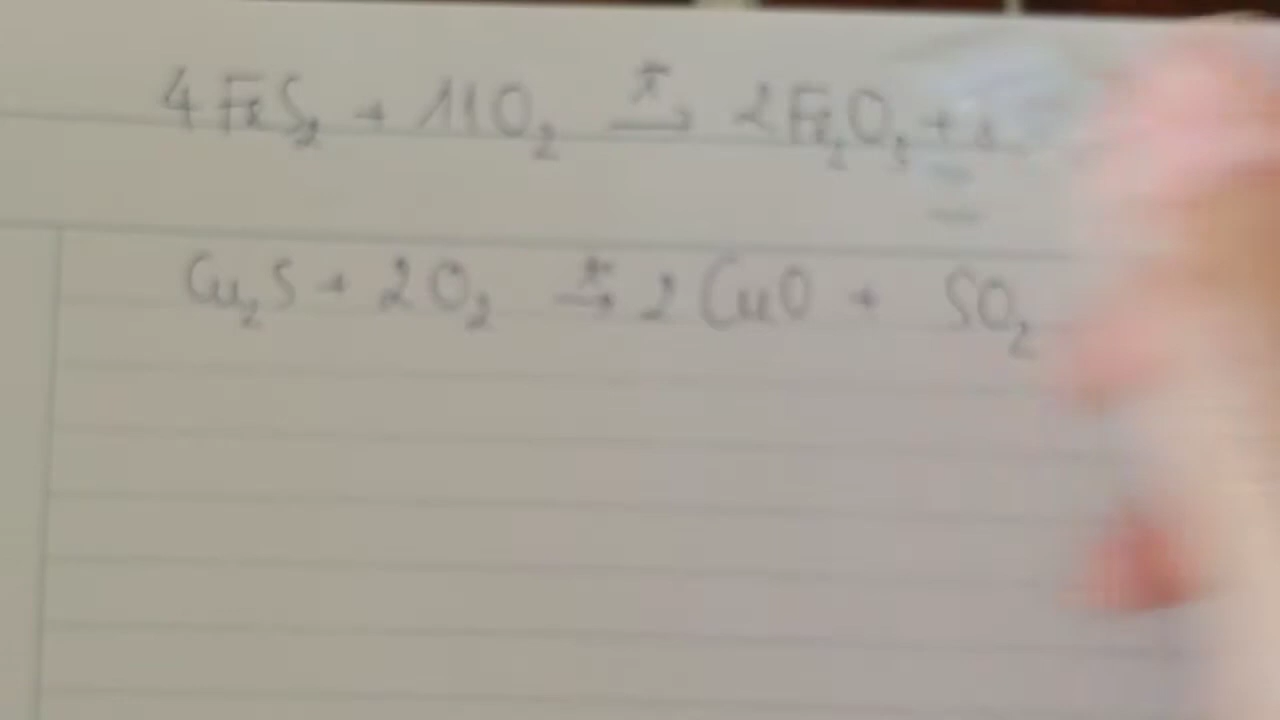 4FeS₂ + 11O₂ → 2Fe₂O₃ +
Cu₂S + 2O₂ → 2CuO + SO₂